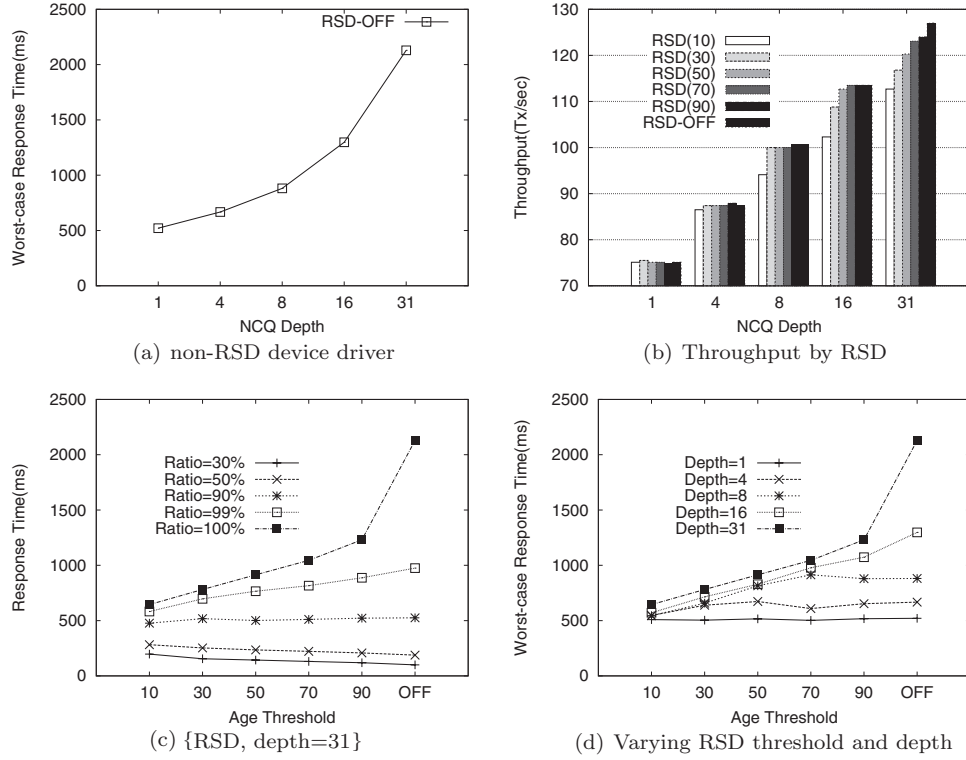 2500
2000
1500
1000
500
0
Worst-case Response Time(ms)
RSD-OFF
1 4 8 16 31
NCQ Depth
(a) non-RSD device driver
130
120
110
100
90
80
70
Throughput(Tx/sec)
RSD(10)
RSD(30)
RSD(50)
RSD(70)
RSD(90)
RSD-OFF
1 4 8 16 31
NCQ Depth
(b) Throughput by RSD
2500
2000
1500
1000
500
0
Response Time(ms)
Ratio=30%
Ratio=50%
Ratio=90%
Ratio=99%
Ratio=100%
10 30 50 70 90 OFF
Age Threshold
(c) {RSD, depth=31}
2500
2000
1500
1000
500
0
Worst-case Response Time(ms)
Depth=1
Depth=4
Depth=8
Depth=16
Depth=31
10 30 50 70 90 OFF
Age Threshold
(d) Varying RSD threshold and depth